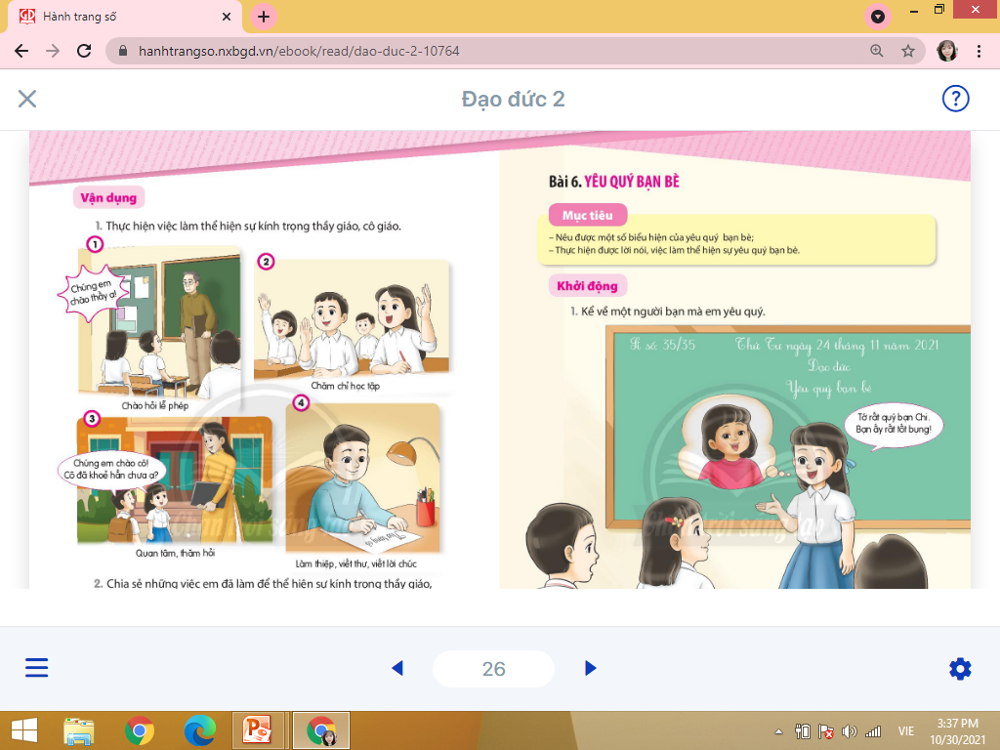 Hành trang số
hanhtrangso.nxbgd.vn/ebook/read/dao-duc-2-10764
Đạo đức 2
Vận dụng
1. Thực hiện việc làm thể hiện sự kính trọng thầy giáo, cô giáo.
1
Chúng em
chào thầy ạ!
Chào hỏi lễ phép
2
Chăm chỉ học tập
3
Chúng em chào cô!
Cô đã khoẻ hẳn chưa ạ?
Quan tâm, thăm hỏi
4
Làm thiệp, viết thư, viết lời chúc
2. Chia sẻ những việc em đã làm để thể hiện sự kính trọng thầy giáo,
Bài 6. YÊU QUÝ BẠN BÈ
Mục tiêu
– Nêu được một số biểu hiện của yêu quý bạn bè;
– Thực hiện được lời nói, việc làm thể hiện sự yêu quý bạn bè.
Khởi động
1. Kể về một người bạn mà em yêu quý.
Sĩ số: 35/35 Thứ Tư ngày 24 tháng 11 năm 2021
Đạo đức
Yêu quý bạn bè
Tớ rất quý bạn Chi.
Bạn ấy rất tốt bụng!
26
VIE
3:37 PM
10/30/2021